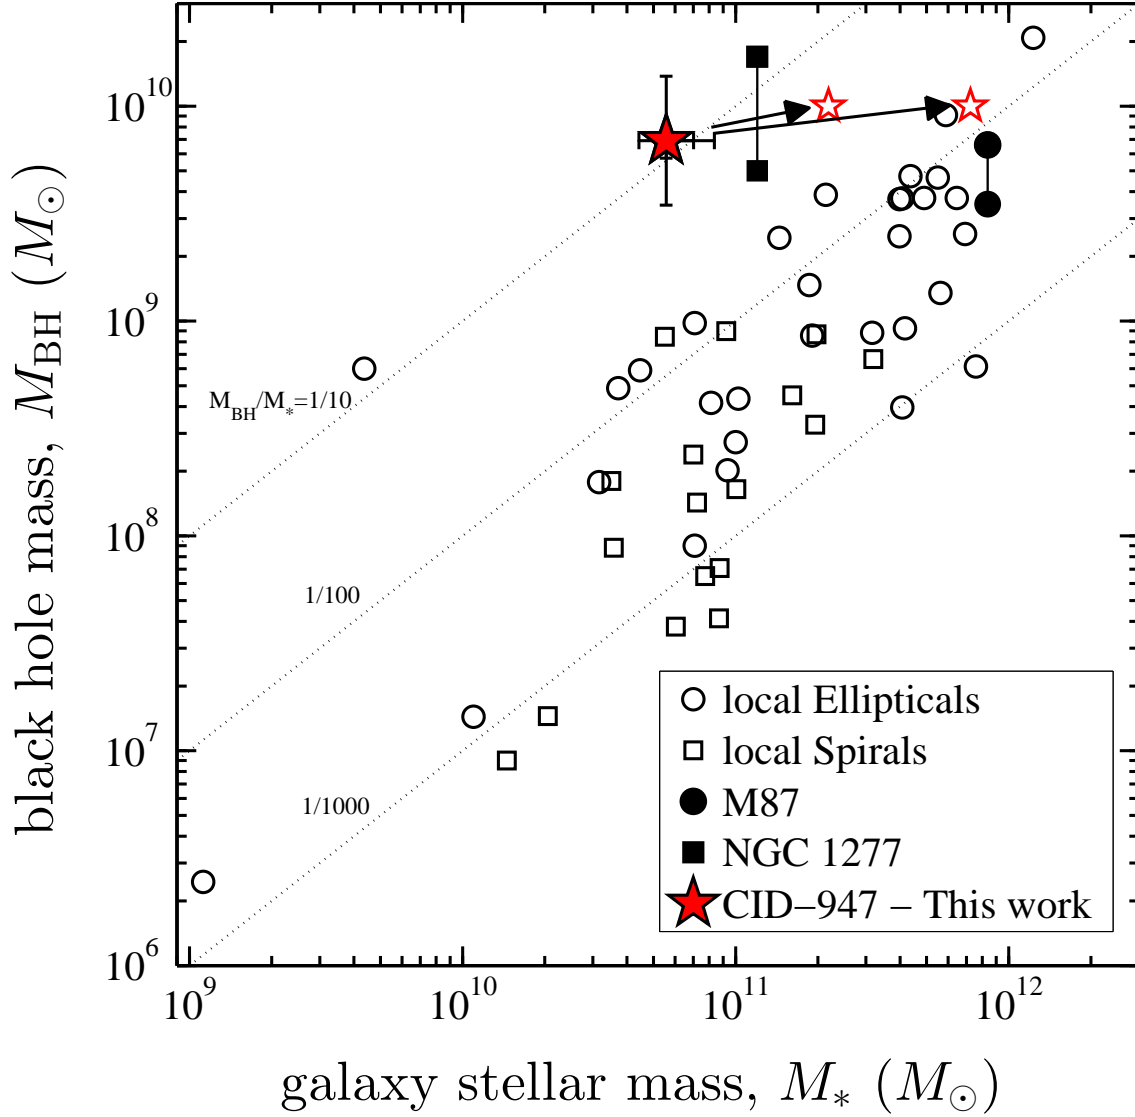 black hole mass, M_BH (M_⊙)
10^10
10^9
10^8
10^7
10^6
M_BH/M_*=1/10
1/100
1/1000
local Ellipticals
local Spirals
M87
NGC 1277
CID−947 − This work
10^9 10^10 10^11 10^12
galaxy stellar mass, M_* (M_⊙)